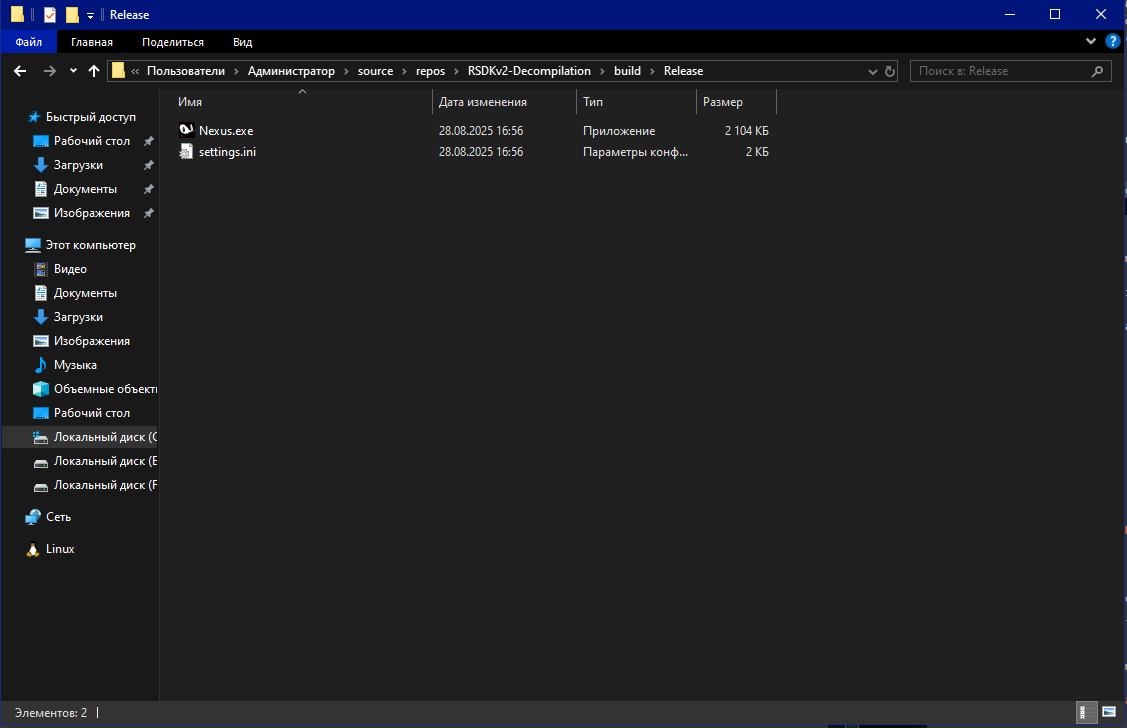 Release
Файл Главная Поделиться Вид
« Пользователи › Администратор › source › repos › RSDKv2-Decompilation › build › Release
Поиск в: Release
Имя Дата изменения Тип Размер
Nexus.exe 28.08.2025 16:56 Приложение 2 104 КБ
settings.ini 28.08.2025 16:56 Параметры конф... 2 КБ
Быстрый доступ
Рабочий стол
Загрузки
Документы
Изображения
Этот компьютер
Видео
Документы
Загрузки
Изображения
Музыка
Объемные объекты
Рабочий стол
Локальный диск (C
Локальный диск (E
Локальный диск (F
Сеть
Linux
Элементов: 2